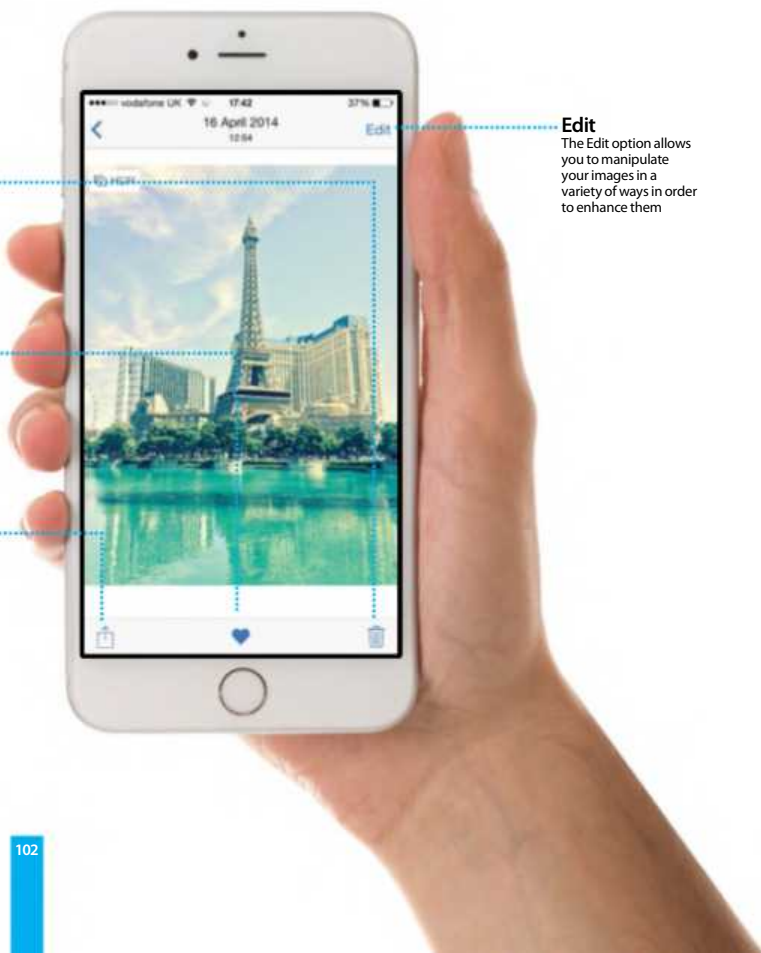 vodafone UK 17:42 37%
16 April 2014
12:54
Edit
HDR
Edit
The Edit option allows
you to manipulate
your images in a
variety of ways in order
to enhance them
102